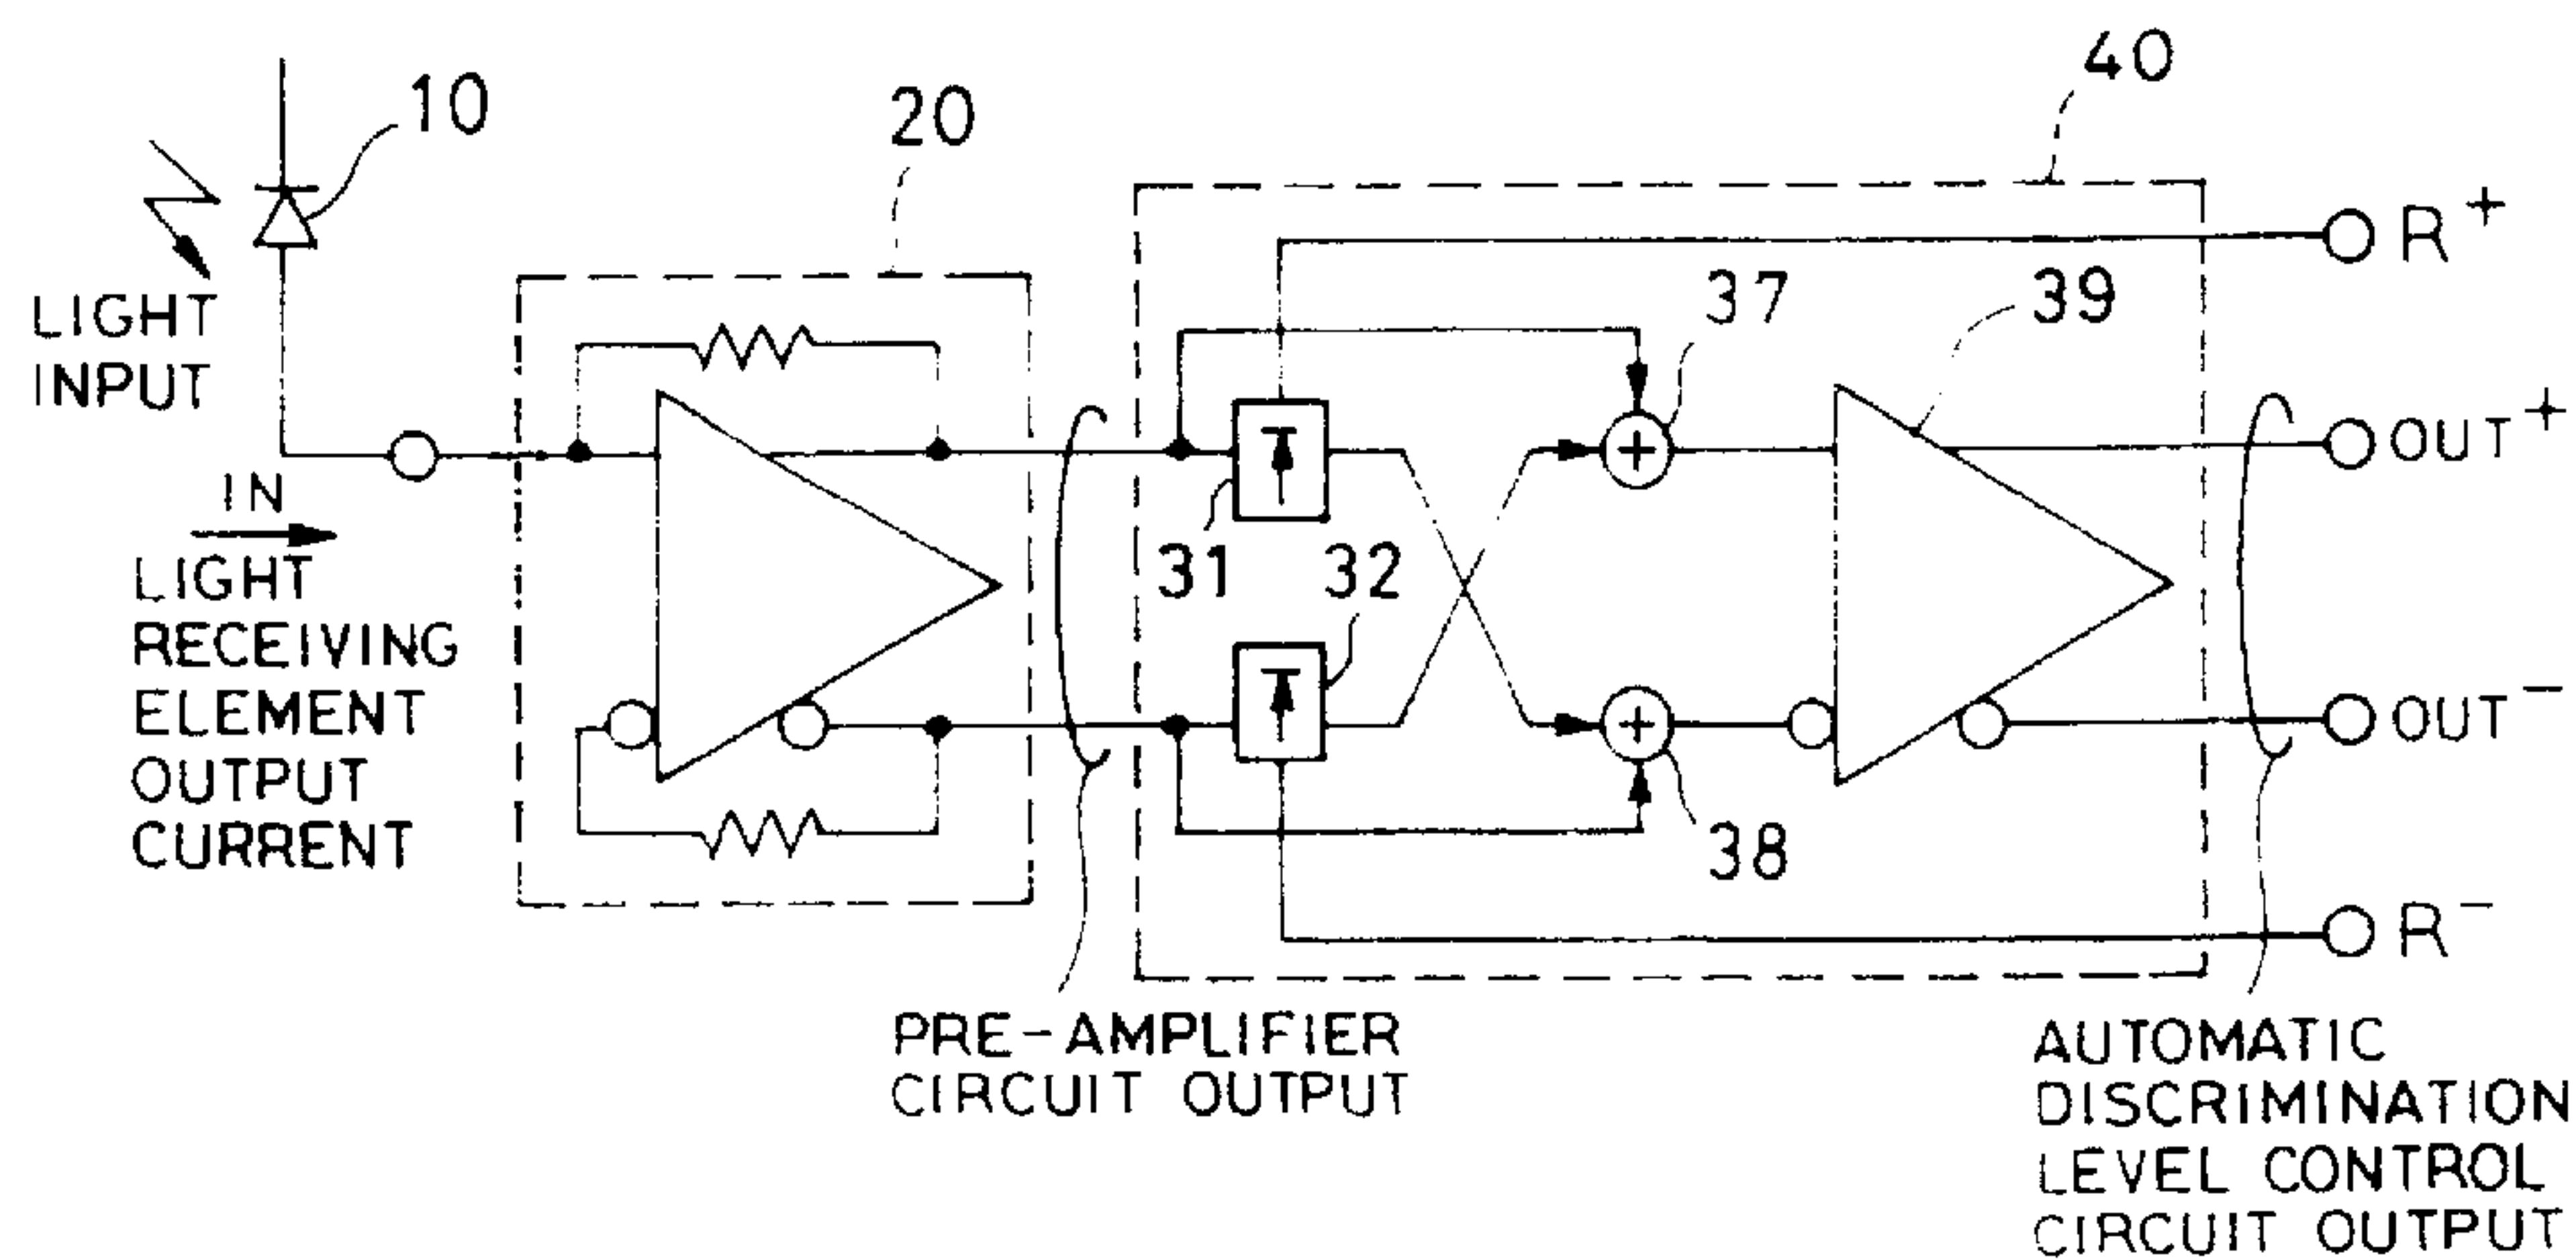 40
10
20
R+
37
39
LIGHT
INPUT
OUT+
IN
31
32
LIGHT
RECEIVING
ELEMENT
OUTPUT
CURRENT
OUT−
38
R−
PRE-AMPLIFIER
CIRCUIT OUTPUT
AUTOMATIC
DISCRIMINATION
LEVEL CONTROL
CIRCUIT OUTPUT